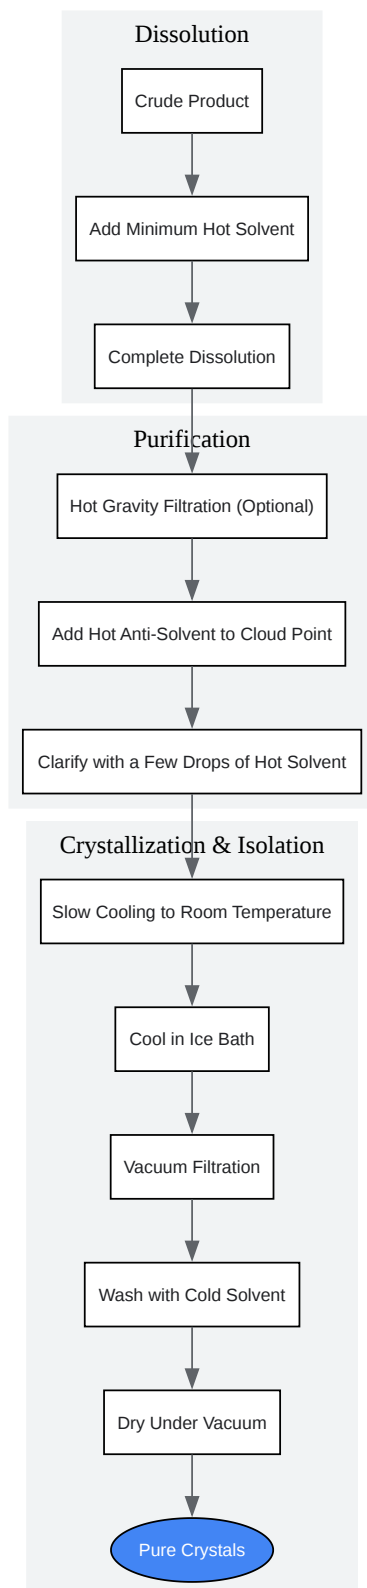 Dissolution
Crude Product
Add Minimum Hot Solvent
Complete Dissolution
Purification
Hot Gravity Filtration (Optional)
Add Hot Anti-Solvent to Cloud Point
Clarify with a Few Drops of Hot Solvent
Crystallization & Isolation
Slow Cooling to Room Temperature
Cool in Ice Bath
Vacuum Filtration
Wash with Cold Solvent
Dry Under Vacuum
Pure Crystals